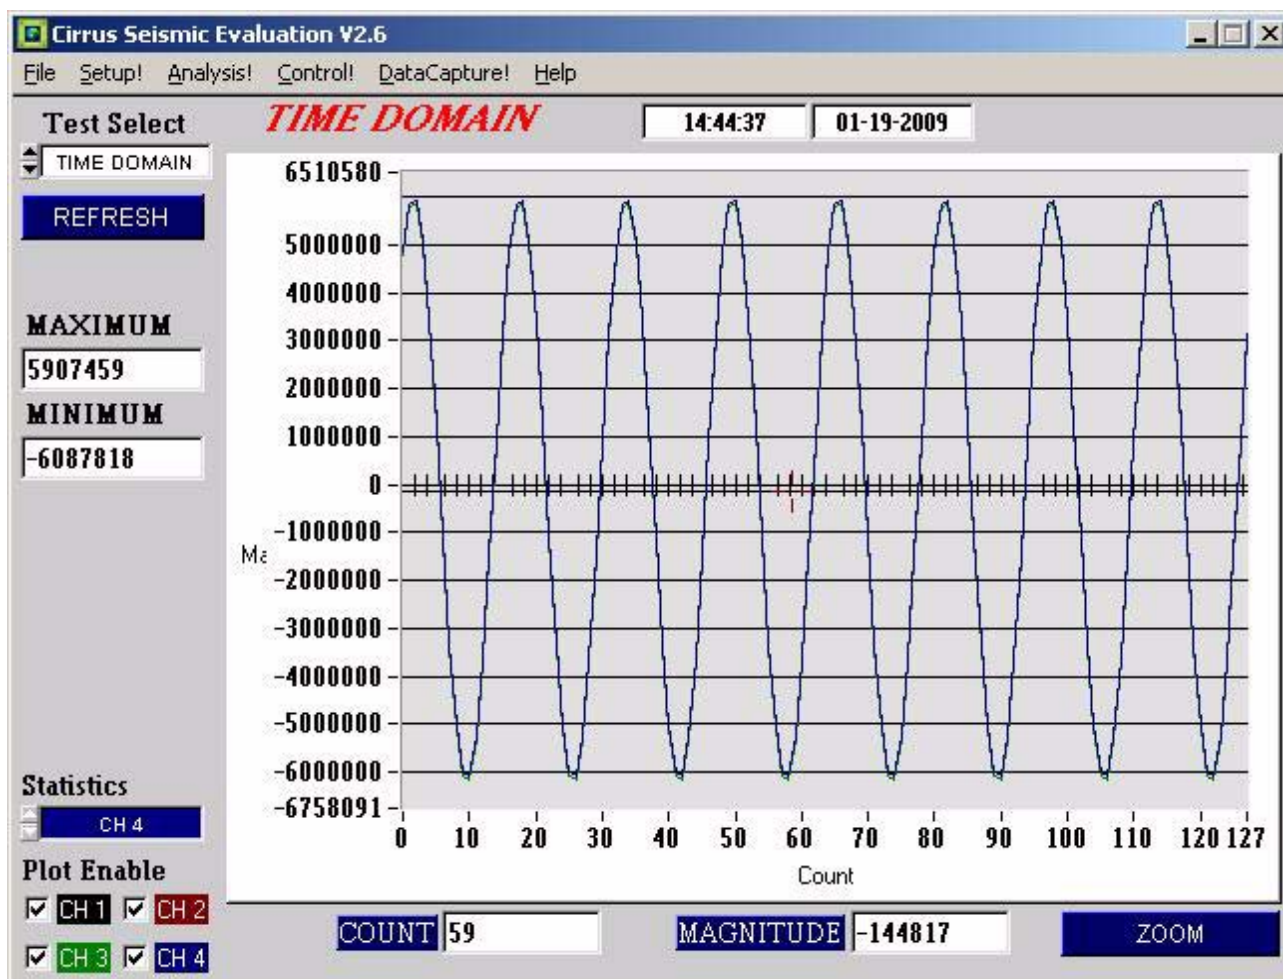 Cirrus Seismic Evaluation V2.6
File Setup! Analysis! Control! DataCapture! Help
Test Select
TIME DOMAIN
REFRESH
MAXIMUM
5907459
MINIMUM
-6087818
Statistics
CH 4
Plot Enable
CH 1 CH 2
CH 3 CH 4
TIME DOMAIN 14:44:37 01-19-2009
6510580
5000000
4000000
3000000
2000000
1000000
0
-1000000
Ma
-2000000
-3000000
-4000000
-5000000
-6000000
-6758091
0 10 20 30 40 50 60 70 80 90 100 110 120 127
Count
COUNT 59 MAGNITUDE -144817 ZOOM